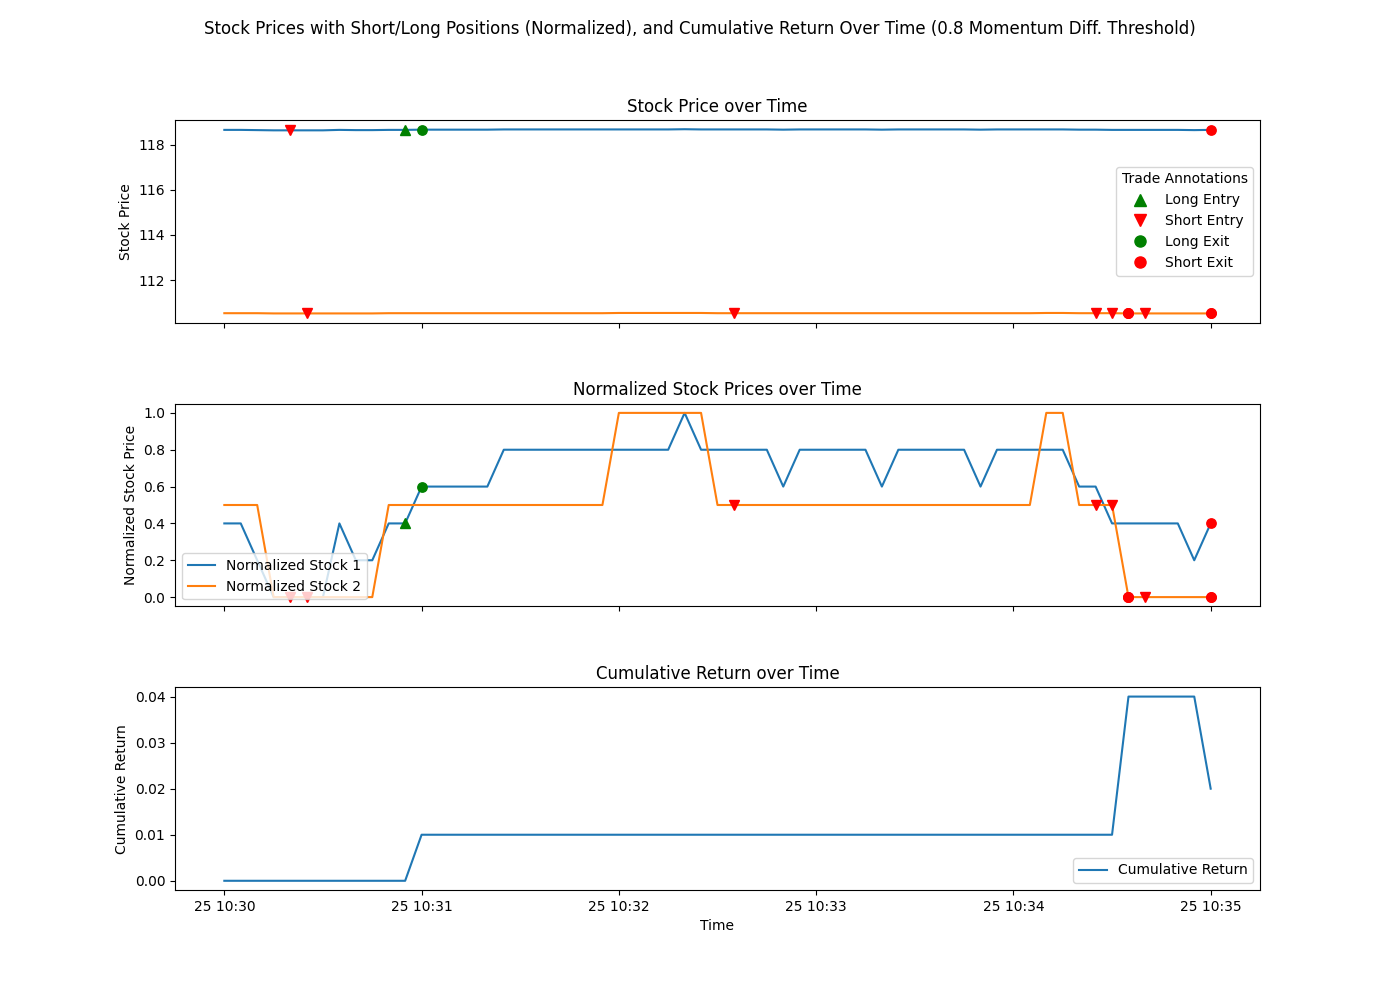 Stock Prices with Short/Long Positions (Normalized), and Cumulative Return Over Time (0.8 Momentum Diff. Threshold)
Stock Price over Time
Stock Price
118
116
114
112
Trade Annotations
Long Entry
Short Entry
Long Exit
Short Exit
Normalized Stock Prices over Time
Normalized Stock Price
1.0
0.8
0.6
0.4
0.2
0.0
Normalized Stock 1
Normalized Stock 2
Cumulative Return over Time
Cumulative Return
0.04
0.03
0.02
0.01
0.00
Cumulative Return
25 10:30 25 10:31 25 10:32 25 10:33 25 10:34 25 10:35
Time